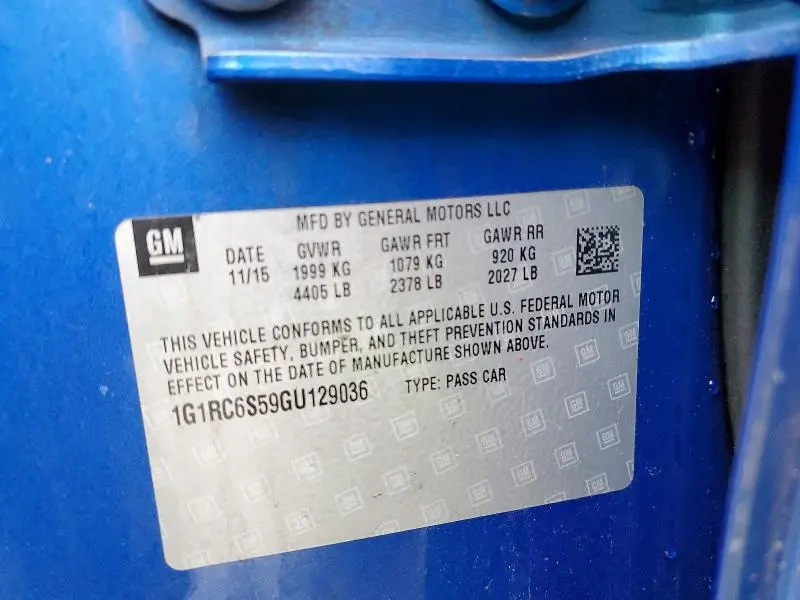 MFD BY GENERAL MOTORS LLC
GM
DATE GVWR GAWR FRT GAWR RR
11/15 1999 KG 1079 KG 920 KG
4405 LB 2378 LB 2027 LB
THIS VEHICLE CONFORMS TO ALL APPLICABLE U.S. FEDERAL MOTOR
VEHICLE SAFETY, BUMPER, AND THEFT PREVENTION STANDARDS IN
EFFECT ON THE DATE OF MANUFACTURE SHOWN ABOVE.
1G1RC6S59GU129036 TYPE: PASS CAR